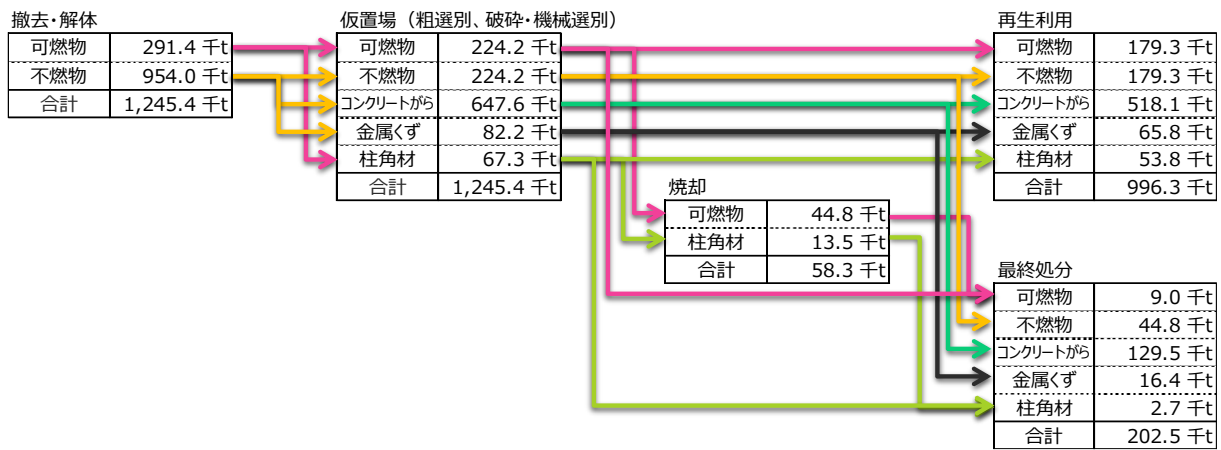 撤去・解体
可燃物 291.4 千t
不燃物 954.0 千t
合計 1,245.4 千t
仮置場（粗選別、破砕・機械選別）
可燃物 224.2 千t
不燃物 224.2 千t
コンクリートがら 647.6 千t
金属くず 82.2 千t
柱角材 67.3 千t
合計 1,245.4 千t
焼却
可燃物 44.8 千t
柱角材 13.5 千t
合計 58.3 千t
再生利用
可燃物 179.3 千t
不燃物 179.3 千t
コンクリートがら 518.1 千t
金属くず 65.8 千t
柱角材 53.8 千t
合計 996.3 千t
最終処分
可燃物 9.0 千t
不燃物 44.8 千t
コンクリートがら 129.5 千t
金属くず 16.4 千t
柱角材 2.7 千t
合計 202.5 千t